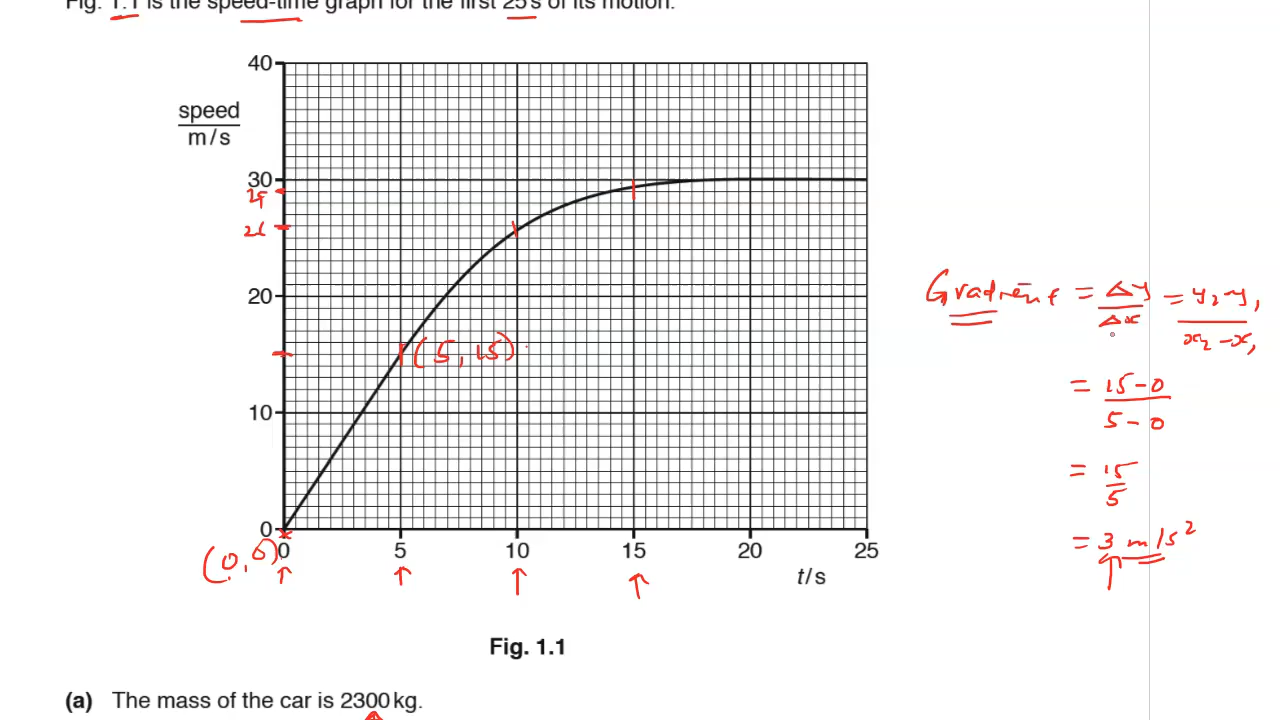 Fig. 1.1 is the speed-time graph for the first 25 s of its motion.
40
speed
m/s
30
29
26
20
(5, 15)
10
0
(0, 0)
0 5 10 15 20 25
t/s
Fig. 1.1
(a) The mass of the car is 2300 kg.
Gradient = Δy/Δx = y₂-y₁/x₂-x₁
= 15-0/5-0
= 15/5
= 3 m/s²